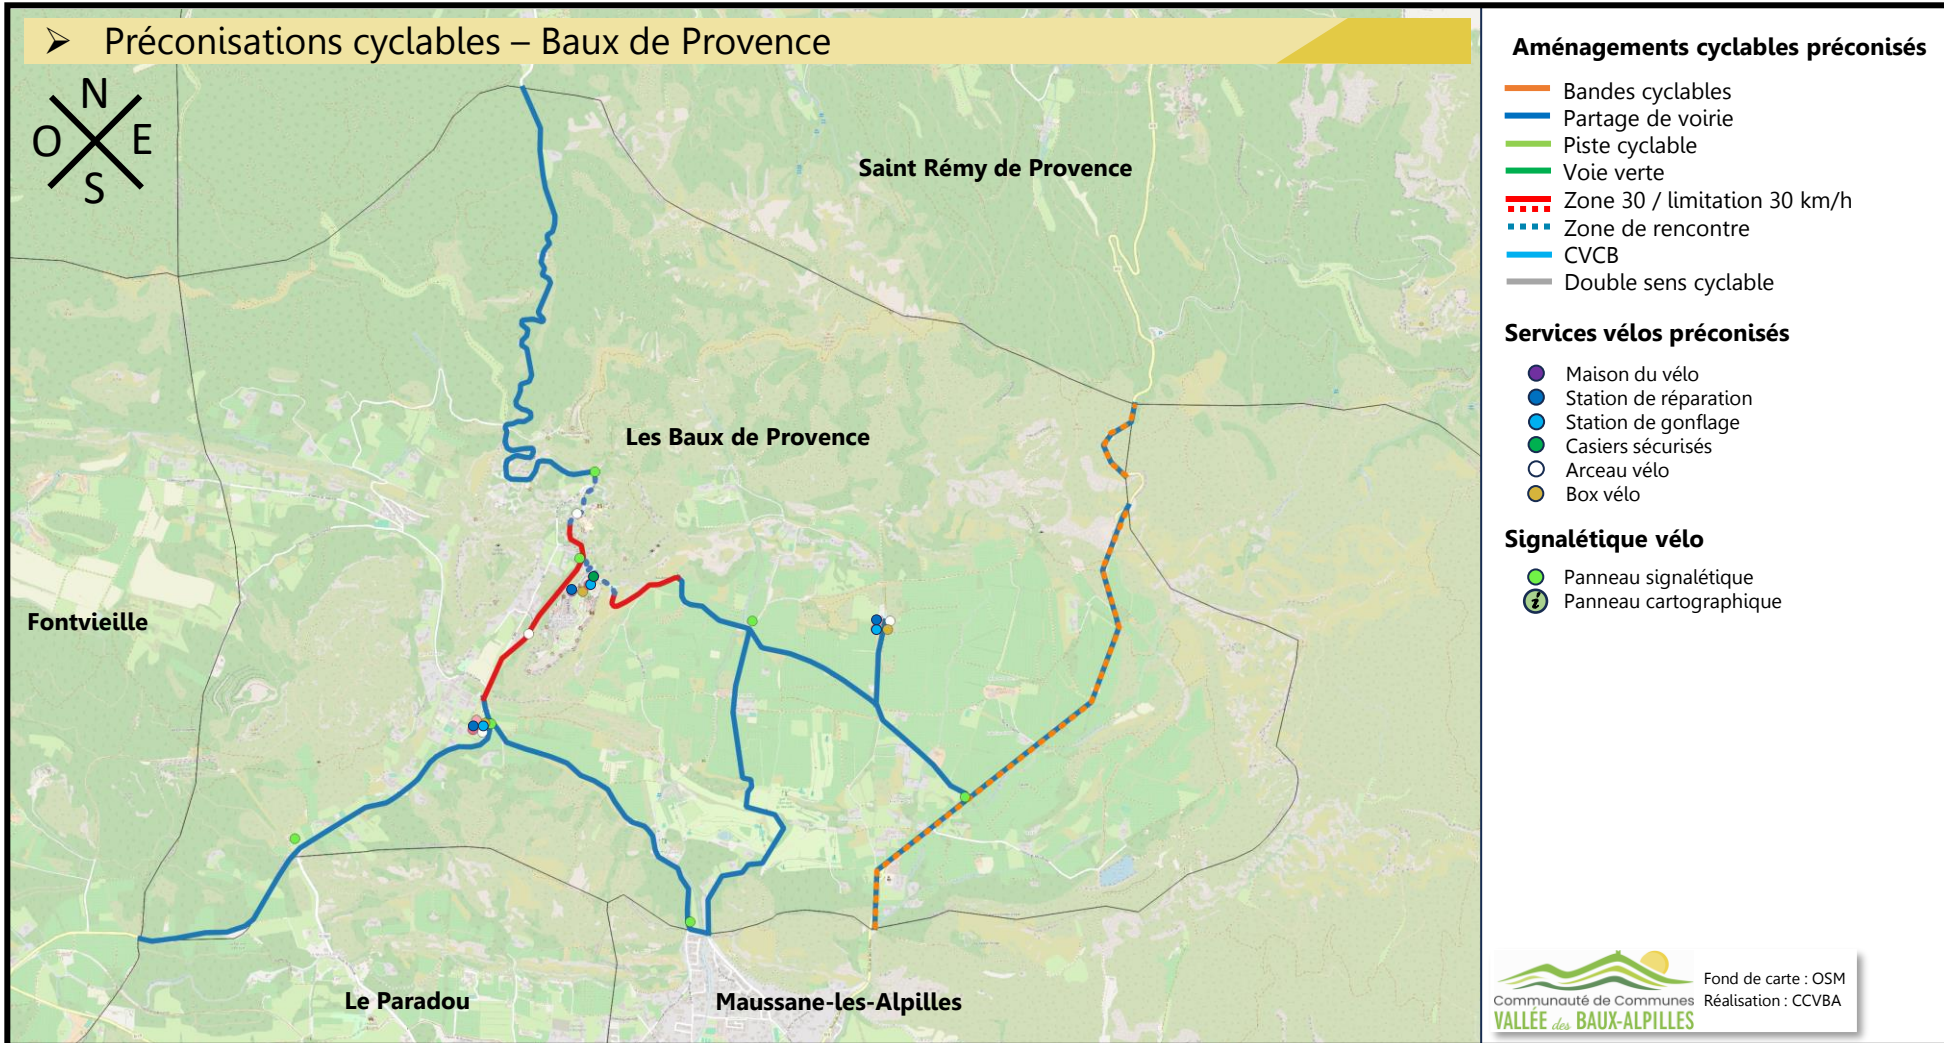 ➢ Préconisations cyclables – Baux de Provence
N
O E
S
Saint Rémy de Provence
Les Baux de Provence
Fontvieille
Le Paradou
Maussane-les-Alpilles
Aménagements cyclables préconisés
Bandes cyclables
Partage de voirie
Piste cyclable
Voie verte
Zone 30 / limitation 30 km/h
Zone de rencontre
CVCB
Double sens cyclable
Services vélos préconisés
Maison du vélo
Station de réparation
Station de gonflage
Casiers sécurisés
Arceau vélo
Box vélo
Signalétique vélo
Panneau signalétique
i Panneau cartographique
Communauté de Communes
VALLÉE des BAUX-ALPILLES
Fond de carte : OSM
Réalisation : CCVBA